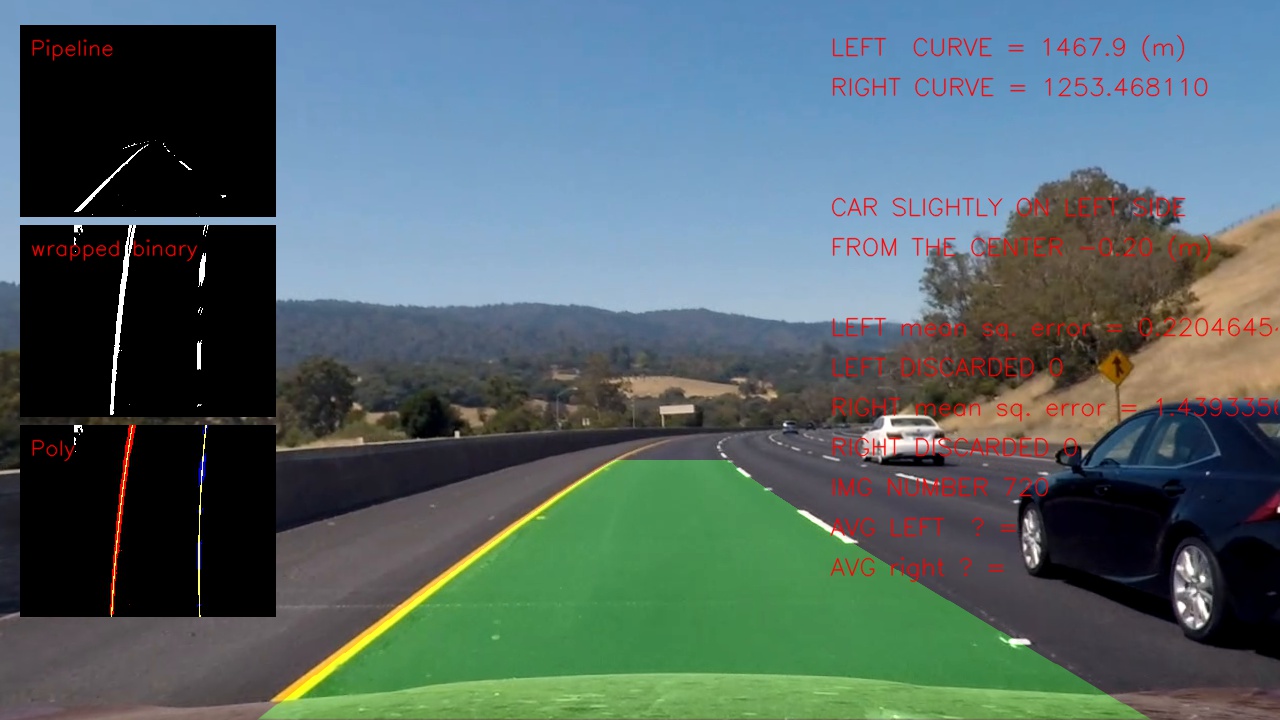 Pipeline
wrapped binary
Poly
LEFT CURVE = 1467.9 (m)
RIGHT CURVE = 1253.468110
CAR SLIGHTLY ON LEFT SIDE
FROM THE CENTER -0.20 (m)
LEFT mean sq. error = 0.2204645
LEFT DISCARDED 0
RIGHT mean sq. error = 1.439335
RIGHT DISCARDED 0
IMG NUMBER 720
AVG LEFT ? =
AVG right ? =